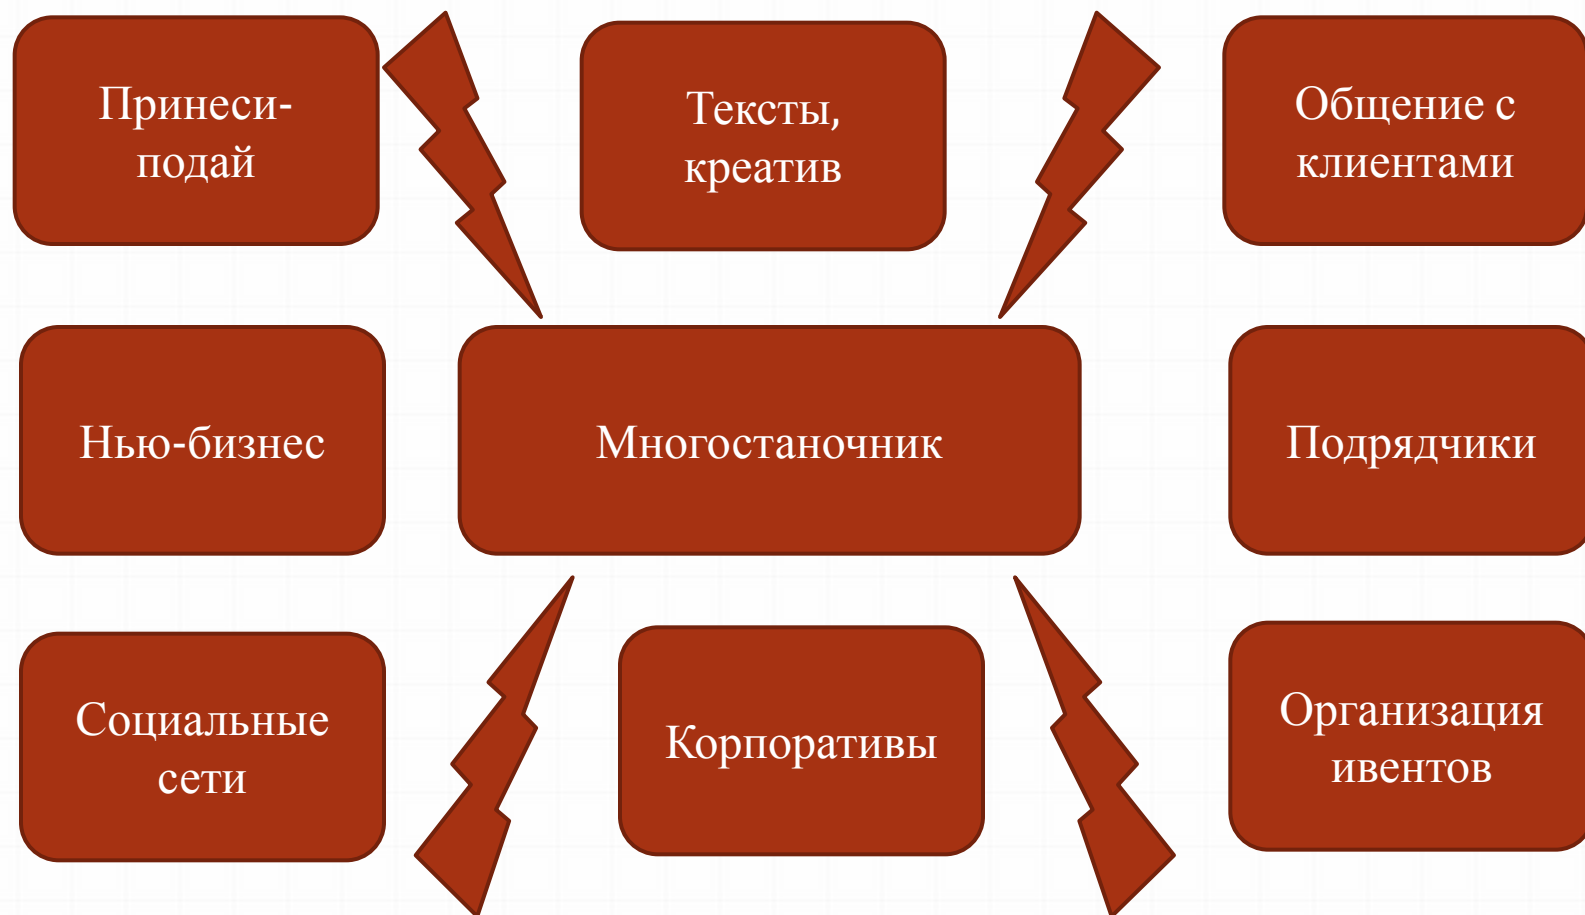 Принеси-
подай
Тексты,
креатив
Общение с
клиентами
Нью-бизнес
Многостаночник
Подрядчики
Социальные
сети
Корпоративы
Организация
ивентов